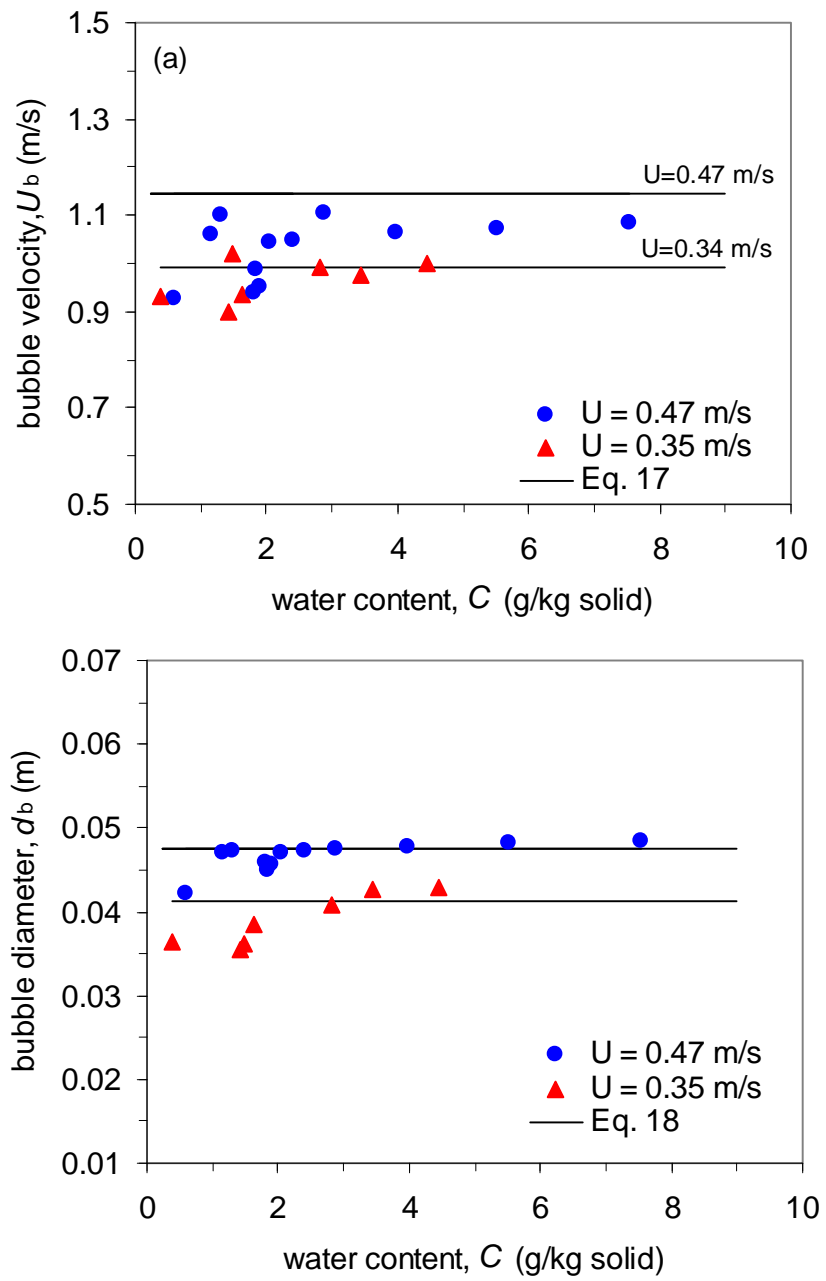 (a)
bubble velocity, U b (m/s)
1.5
1.3
1.1
0.9
0.7
0.5
U=0.47 m/s
U=0.34 m/s
U = 0.47 m/s
U = 0.35 m/s
Eq. 17
0 2 4 6 8 10
water content, C (g/kg solid)
bubble diameter, d b (m)
0.07
0.06
0.05
0.04
0.03
0.02
0.01
U = 0.47 m/s
U = 0.35 m/s
Eq. 18
0 2 4 6 8 10
water content, C (g/kg solid)